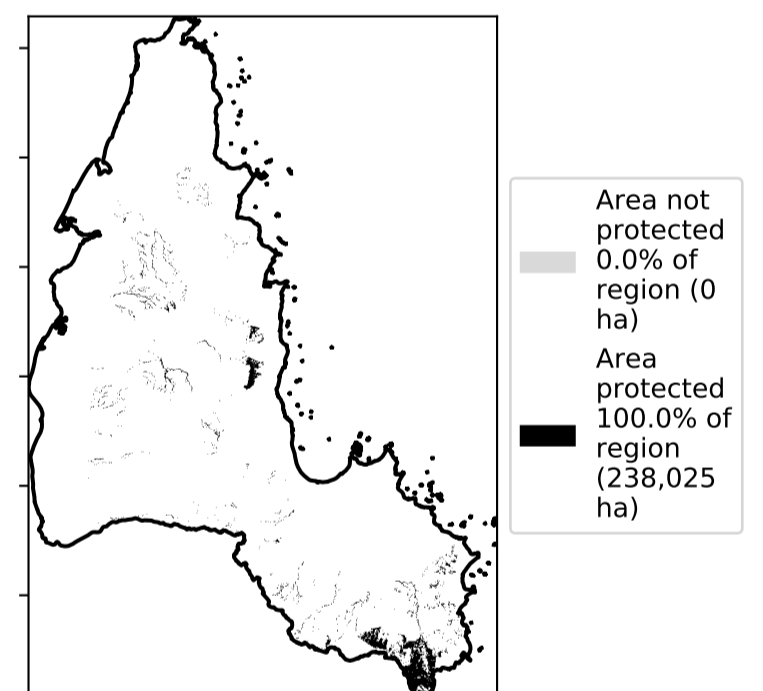 Area not
protected
0.0% of
region (0
ha)
Area
protected
100.0% of
region
(238,025
ha)